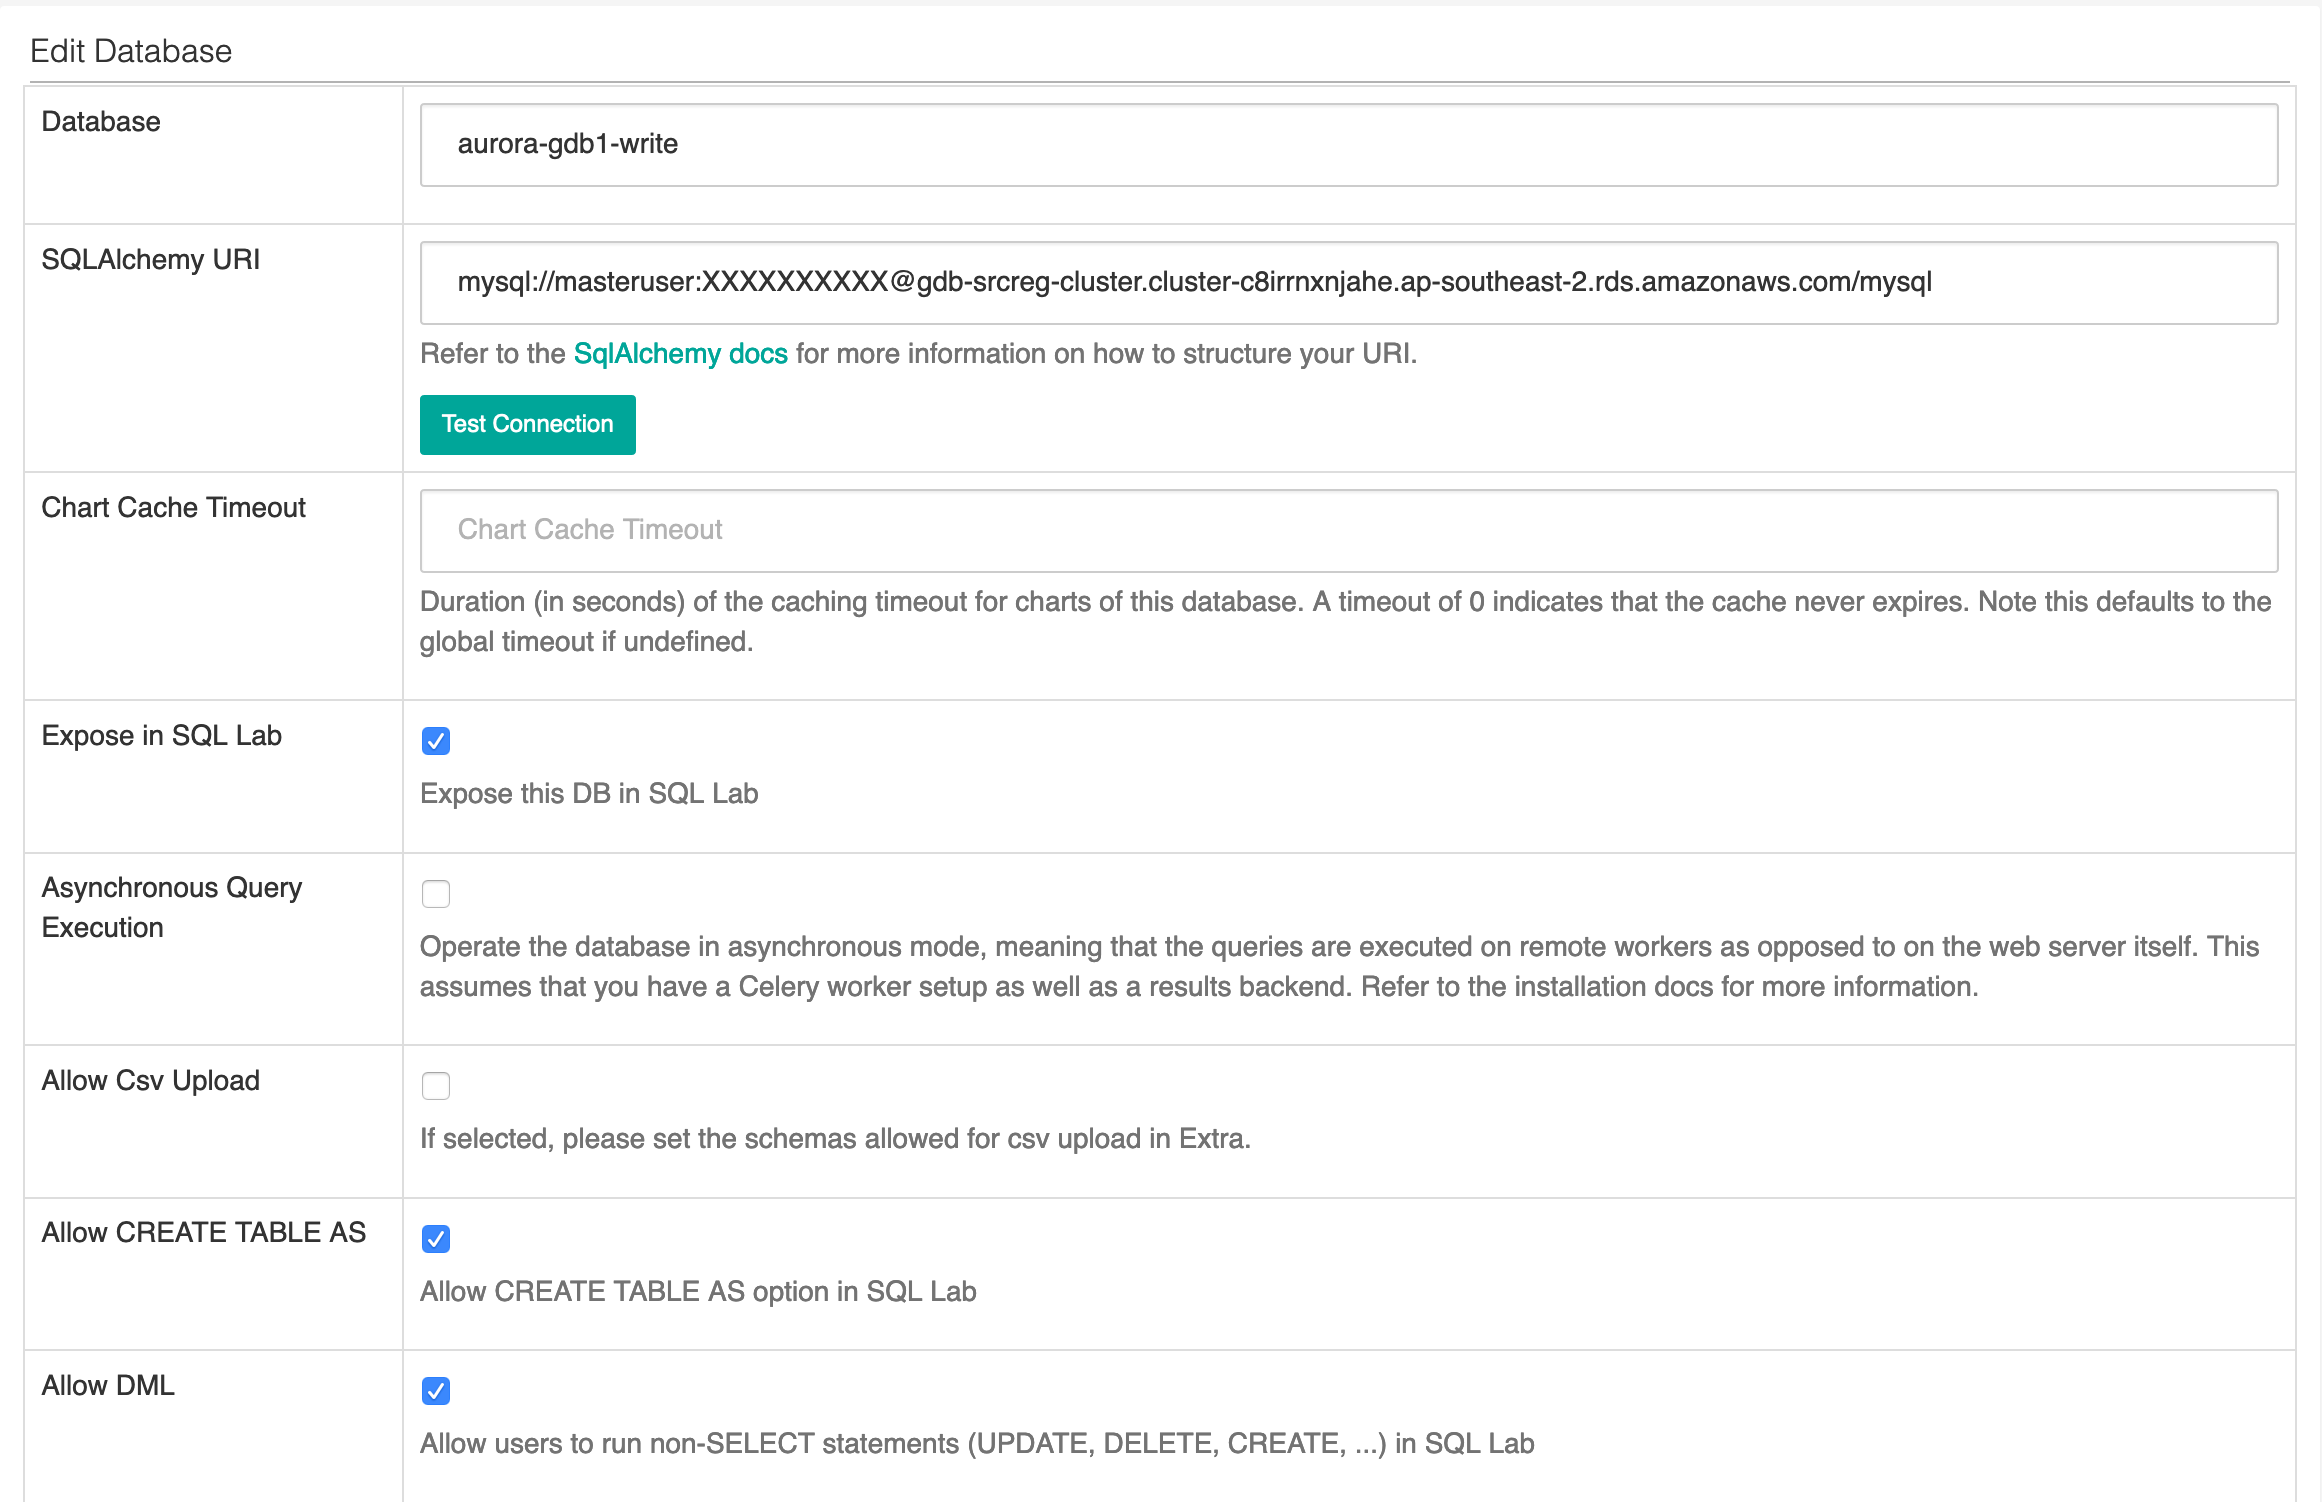 Edit Database
Database
aurora-gdb1-write
SQLAlchemy URI
mysql://masteruser:XXXXXXXXXX@gdb-srcreg-cluster.cluster-c8irrnxnjahe.ap-southeast-2.rds.amazonaws.com/mysql
Refer to the SqlAlchemy docs for more information on how to structure your URI.
Test Connection
Chart Cache Timeout
Chart Cache Timeout
Duration (in seconds) of the caching timeout for charts of this database. A timeout of 0 indicates that the cache never expires. Note this defaults to the
global timeout if undefined.
Expose in SQL Lab
Expose this DB in SQL Lab
Asynchronous Query
Execution
Operate the database in asynchronous mode, meaning that the queries are executed on remote workers as opposed to on the web server itself. This
assumes that you have a Celery worker setup as well as a results backend. Refer to the installation docs for more information.
Allow Csv Upload
If selected, please set the schemas allowed for csv upload in Extra.
Allow CREATE TABLE AS
Allow CREATE TABLE AS option in SQL Lab
Allow DML
Allow users to run non-SELECT statements (UPDATE, DELETE, CREATE, ...) in SQL Lab